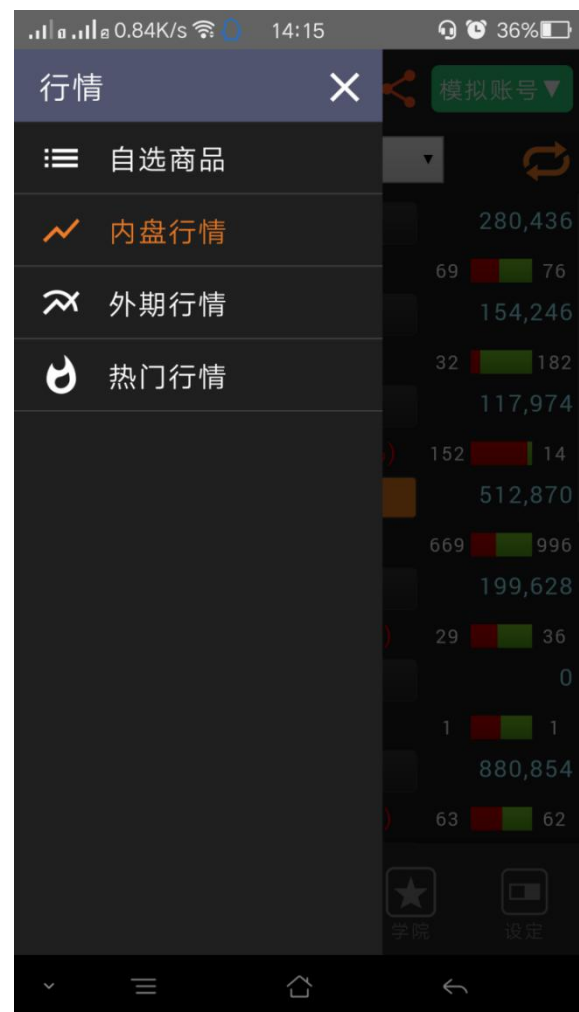 0.84K/s 14:15 36%
行情 模拟账号▼
自选商品
内盘行情 280,436
69 76
外期行情 154,246
32 182
热门行情 117,974
) 152 14
512,870
669 996
199,628
) 29 36
0
1 1
880,854
) 63 62
学院 设定